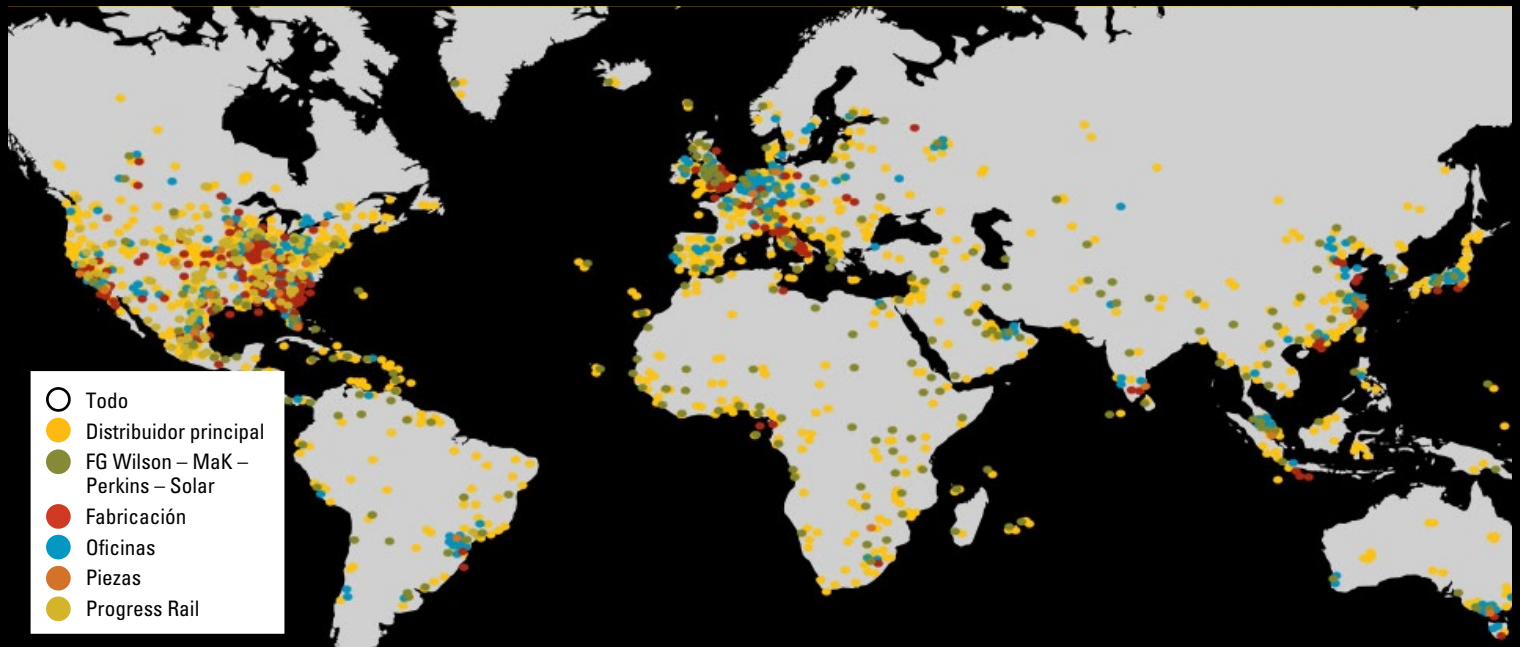 Todo
Distribuidor principal
FG Wilson – MaK –
Perkins – Solar
Fabricación
Oficinas
Piezas
Progress Rail